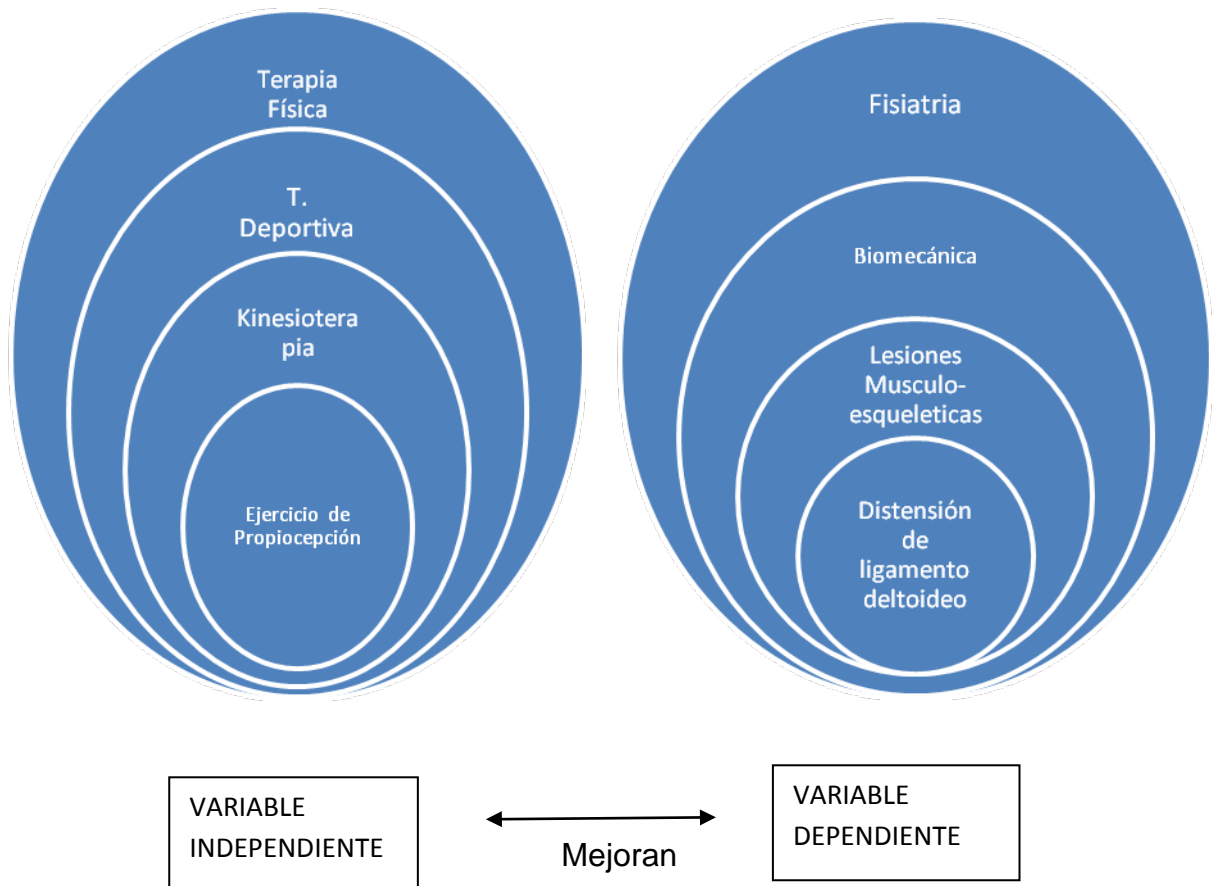 Terapia
Física
T.
Deportiva
Kinesiotera
pia
Ejercicio de
Propiocepción
Fisiatria
Biomecánica
Lesiones
Musculo-
esqueleticas
Distensión
de
ligamento
deltoideo
VARIABLE
INDEPENDIENTE
Mejoran
VARIABLE
DEPENDIENTE